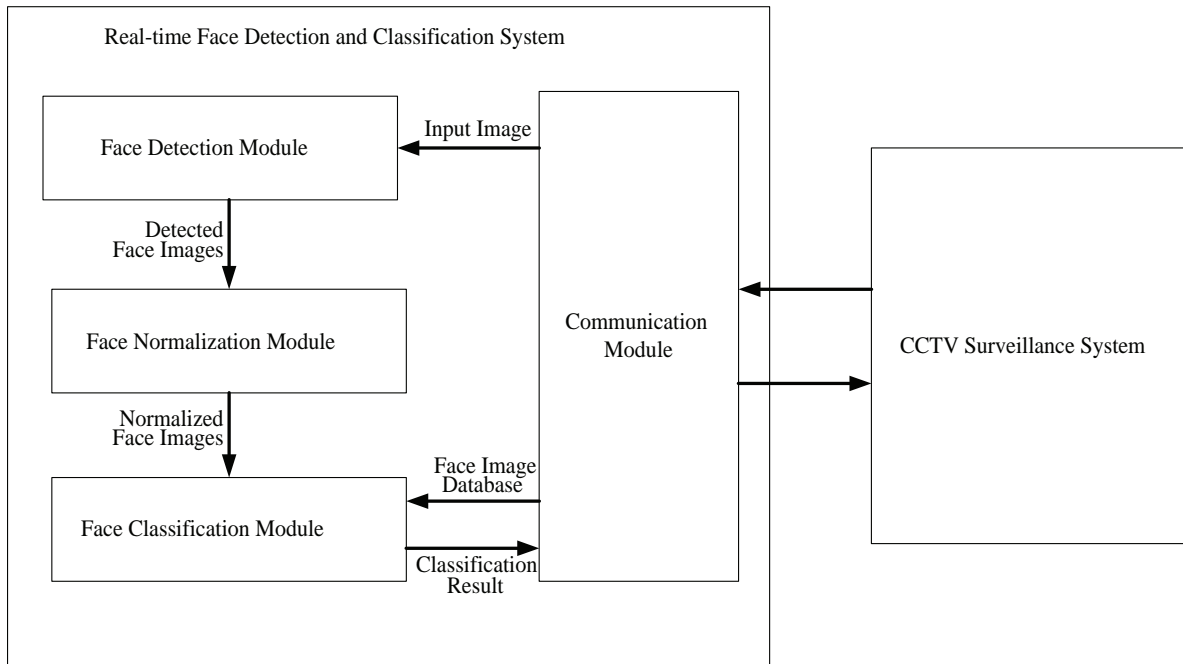 Real-time Face Detection and Classification System
Face Detection Module
Input Image
Detected
Face Images
Face Normalization Module
Communication
Module
CCTV Surveillance System
Normalized
Face Images
Face Image
Database
Face Classification Module
Classification
Result